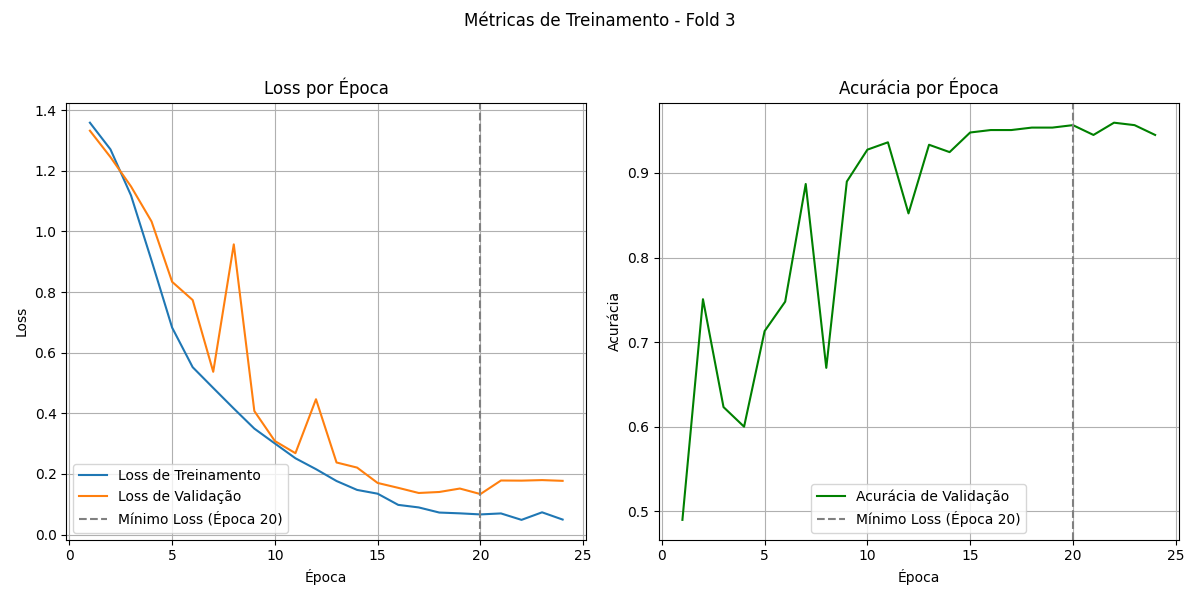 Métricas de Treinamento - Fold 3
Loss por Época
1.4
1.2
1.0
0.8
0.6
0.4
0.2
0.0
Loss
Loss de Treinamento
Loss de Validação
Mínimo Loss (Época 20)
0 5 10 15 20 25
Época
Acurácia por Época
0.9
0.8
0.7
0.6
0.5
Acurácia
Acurácia de Validação
Mínimo Loss (Época 20)
0 5 10 15 20 25
Época